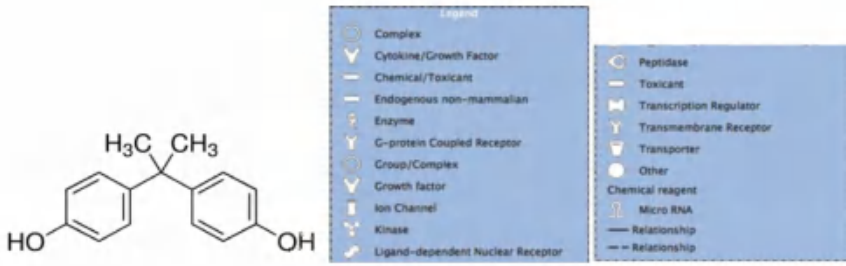 H₃C CH₃
HO
OH
Legend
Complex
Cytokine/Growth Factor
Chemical/Toxicant
Endogenous non-mammalian
Enzyme
G-protein Coupled Receptor
Group/Complex
Growth factor
Ion Channel
Kinase
Ligand-dependent Nuclear Receptor
Peptidase
Toxicant
Transcription Regulator
Transmembrane Receptor
Transporter
Other
Chemical reagent
Micro RNA
Relationship
Relationship